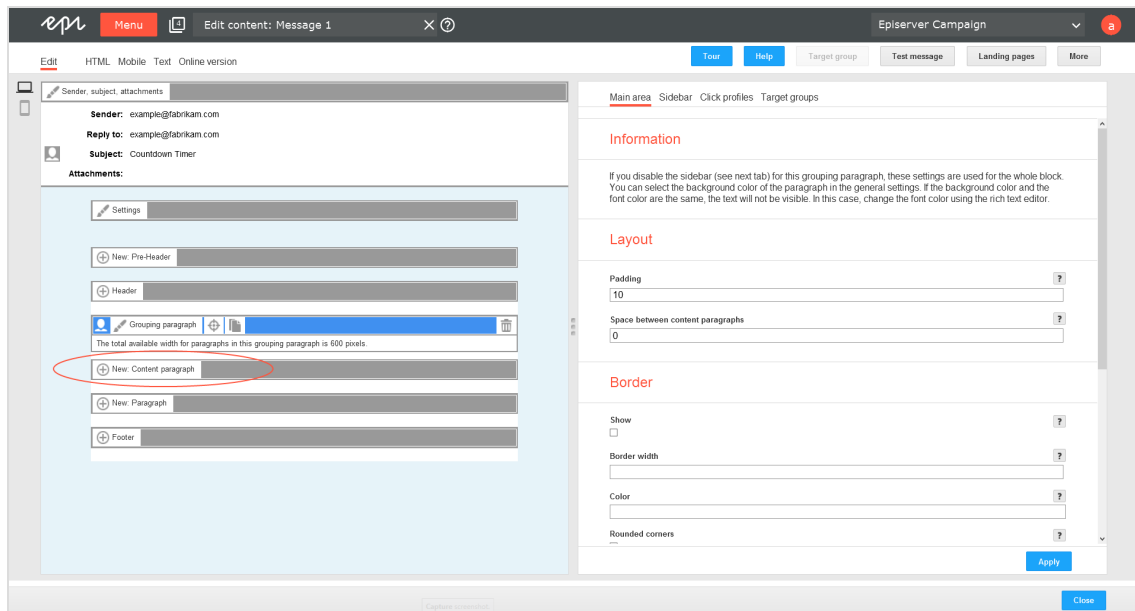 epi Menu 4 Edit content: Message 1 Episerver Campaign a
Edit HTML Mobile Text Online version Tour Help Target group Test message Landing pages More
Sender, subject, attachments
Sender: example@fabrikam.com
Reply to: example@fabrikam.com
Subject: Countdown Timer
Attachments:
Settings
New: Pre-Header
Header
Grouping paragraph
The total available width for paragraphs in this grouping paragraph is 600 pixels.
New: Content paragraph
New: Paragraph
Footer
Main area Sidebar Click profiles Target groups
Information
If you disable the sidebar (see next tab) for this grouping paragraph, these settings are used for the whole block.
You can select the background color of the paragraph in the general settings. If the background color and the
font color are the same, the text will not be visible. In this case, change the font color using the rich text editor.
Layout
Padding ?
10
Space between content paragraphs ?
0
Border
Show ?
Border width ?
Color ?
Rounded corners ?
Apply
Capture screenshot
Close